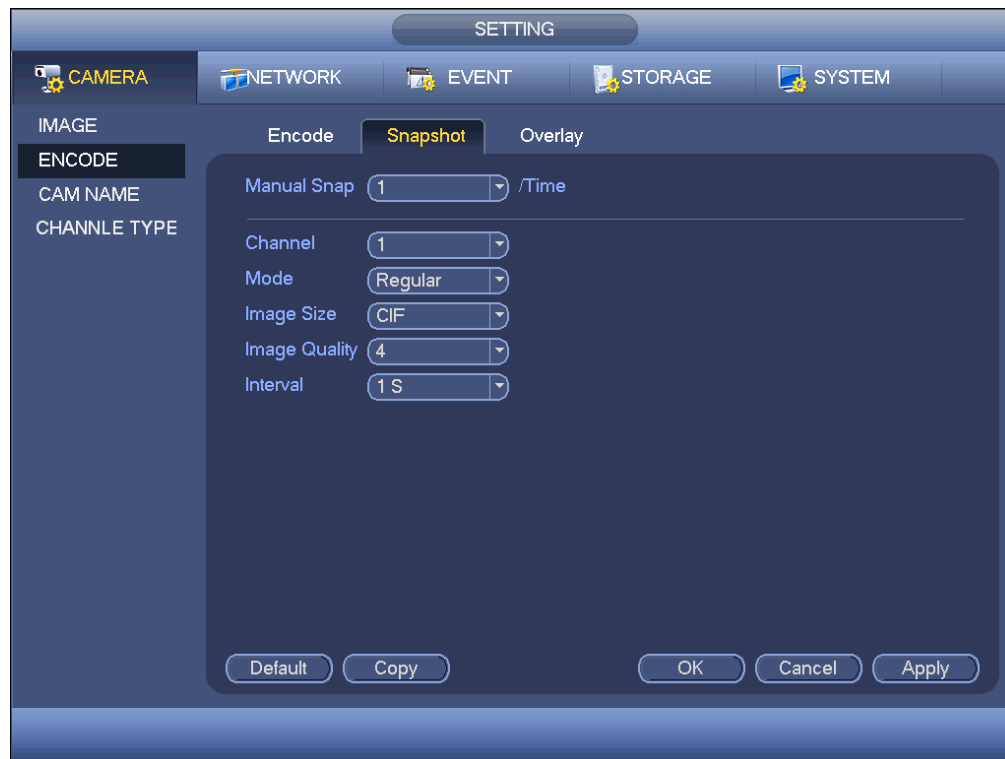 SETTING
CAMERA NETWORK EVENT STORAGE SYSTEM
IMAGE
ENCODE
CAM NAME
CHANNLE TYPE
Encode Snapshot Overlay
Manual Snap 1 /Time
Channel 1
Mode Regular
Image Size CIF
Image Quality 4
Interval 1 S
Default Copy OK Cancel Apply